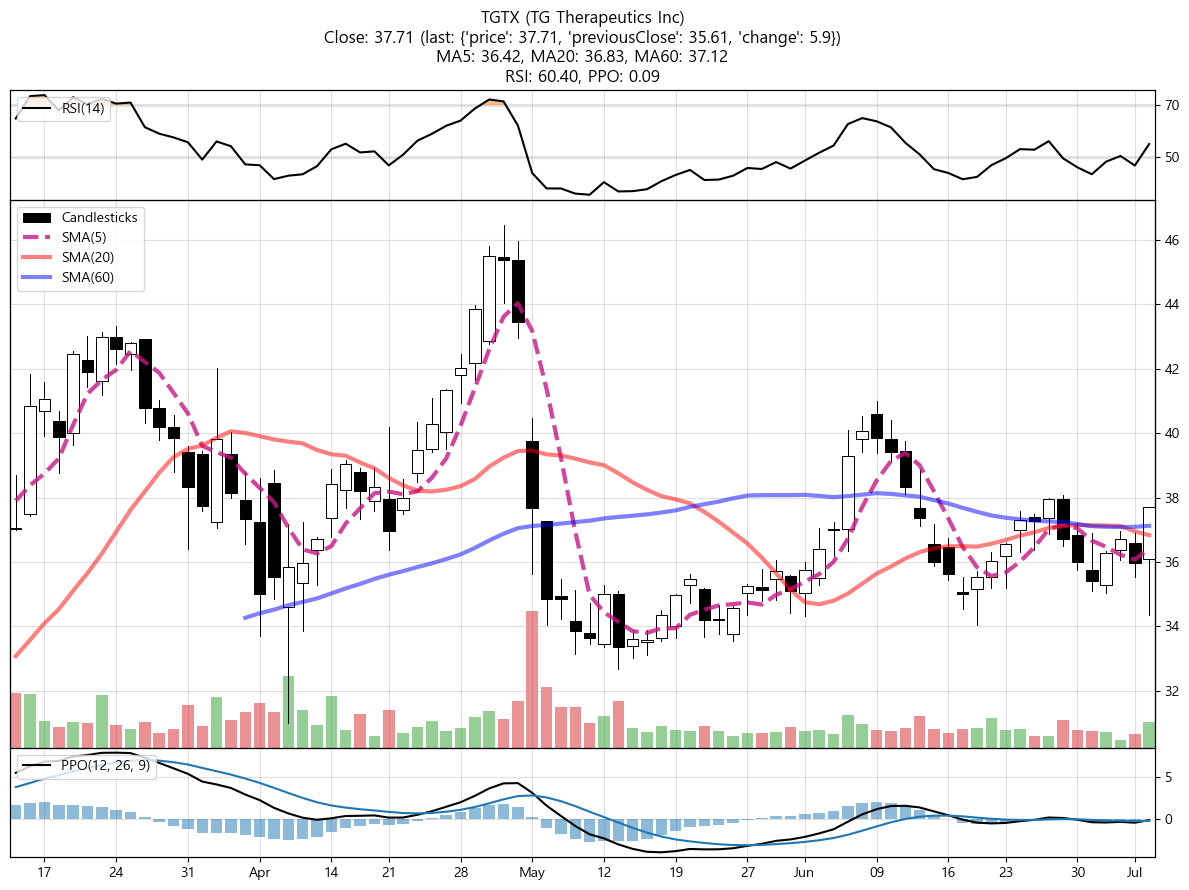 TGTX (TG Therapeutics Inc)
Close: 37.71 (last: {'price': 37.71, 'previousClose': 35.61, 'change': 5.9})
MA5: 36.42, MA20: 36.83, MA60: 37.12
RSI: 60.40, PPO: 0.09
RSI(14)
70
50
Candlesticks
SMA(5)
SMA(20)
SMA(60)
46
44
42
40
38
36
34
32
PPO(12, 26, 9)
5
0
17 24 31 Apr 14 21 28 May 12 19 27 Jun 09 16 23 30 Jul